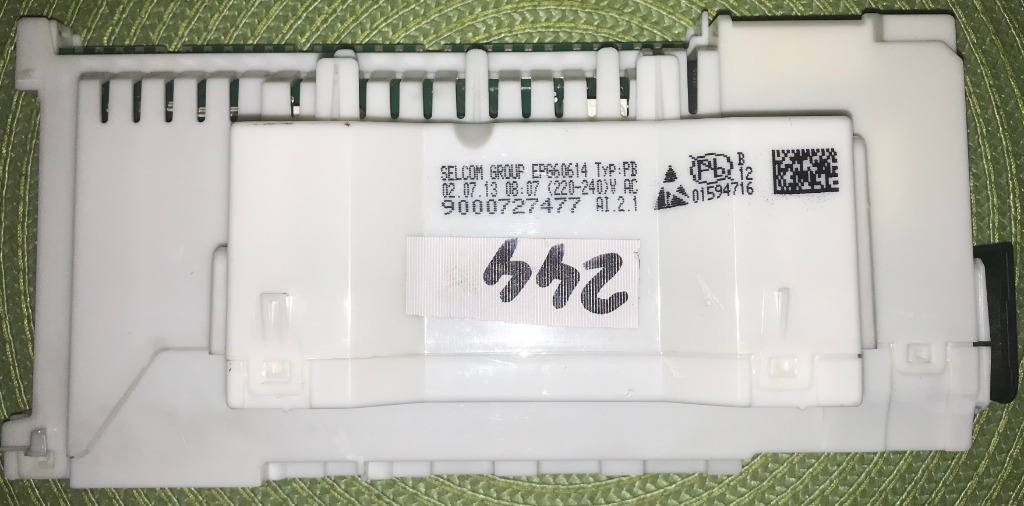 SELCOM GROUP EPG60614 Typ:PB
02.07.13 08:07 (220-240)V AC
9000727477 AI.2.1
PB B
12
01594716
244